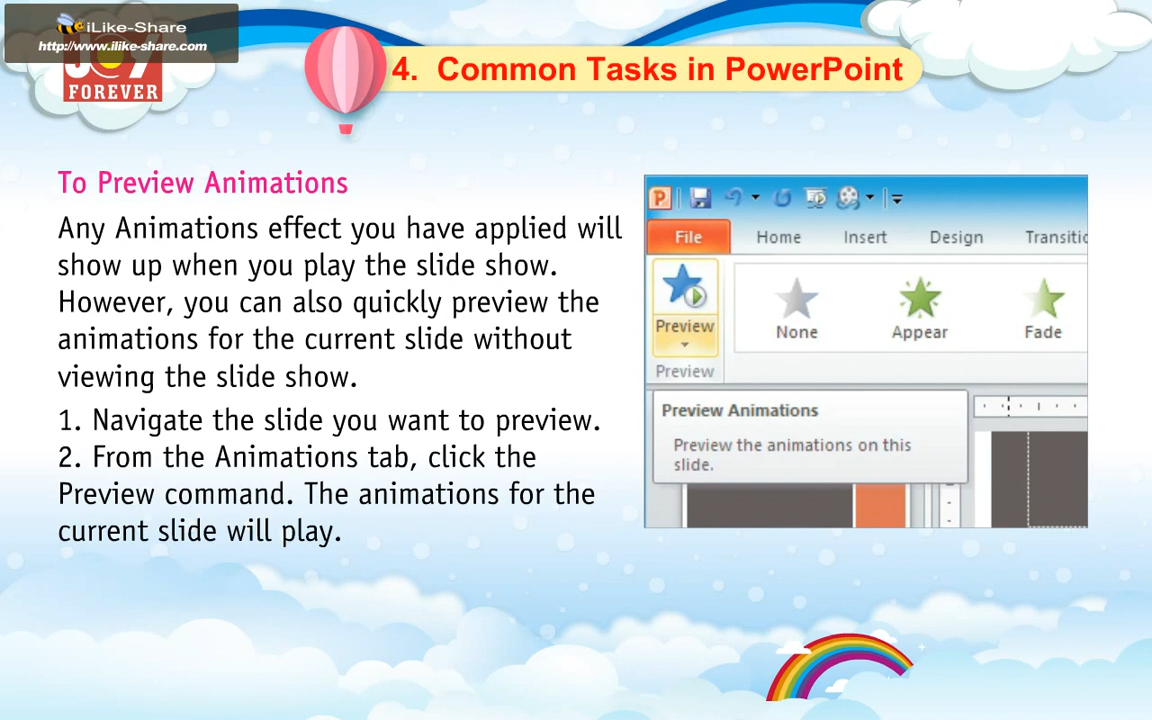 iLike-Share
http://www.ilike-share.com
JOY
FOREVER
4. Common Tasks in PowerPoint
To Preview Animations
Any Animations effect you have applied will
show up when you play the slide show.
However, you can also quickly preview the
animations for the current slide without
viewing the slide show.
1. Navigate the slide you want to preview.
2. From the Animations tab, click the
Preview command. The animations for the
current slide will play.
P
File Home Insert Design Transitio
Preview None Appear Fade
Preview
Preview Animations
Preview the animations on this
slide.